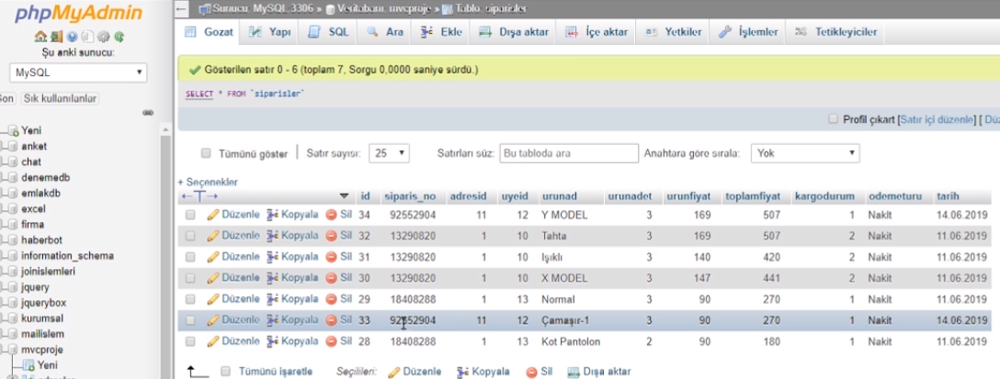 phpMyAdmin
Şu anki sunucu:
MySQL
Son Sık kullanılanlar
Yeni
anket
chat
denemedb
emlakdb
excel
firma
haberbot
information_schema
joinislemleri
jquery
jquerybox
kurumsal
mailislem
mvcproje
Yeni
Sunucu: MySQL:3306 » Veritabanı: mvcproje » Tablo: siparisler
Gözat Yapı SQL Ara Ekle Dışa aktar İçe aktar Yetkiler İşlemler Tetikleyiciler
Gösterilen satır 0 - 6 (toplam 7, Sorgu 0,0000 saniye sürdü.)
SELECT * FROM `siparisler`
Profil çıkart [Satır içi düzenle] [ Dü
Tümünü göster Satır sayısı: 25 Satırları süz: Bu tabloda ara Anahtara göre sırala: Yok
+ Seçenekler
←T→ id siparis_no adresid uyeid urunad urunadet urunfiyat toplamfiyat kargodurum odemeturu tarih
Düzenle Kopyala Sil 34 92552904 11 12 Y MODEL 3 169 507 1 Nakit 14.06.2019
Düzenle Kopyala Sil 32 13290820 1 10 Tahta 3 169 507 2 Nakit 11.06.2019
Düzenle Kopyala Sil 31 13290820 1 10 Işıklı 3 140 420 2 Nakit 11.06.2019
Düzenle Kopyala Sil 30 13290820 1 10 X MODEL 3 147 441 2 Nakit 11.06.2019
Düzenle Kopyala Sil 29 18408288 1 13 Normal 3 90 270 1 Nakit 11.06.2019
Düzenle Kopyala Sil 33 92552904 11 12 Çamaşır-1 3 90 270 1 Nakit 14.06.2019
Düzenle Kopyala Sil 28 18408288 1 13 Kot Pantolon 2 90 180 1 Nakit 11.06.2019
Tümünü işaretle Seçilileri: Düzenle Kopyala Sil Dışa aktar